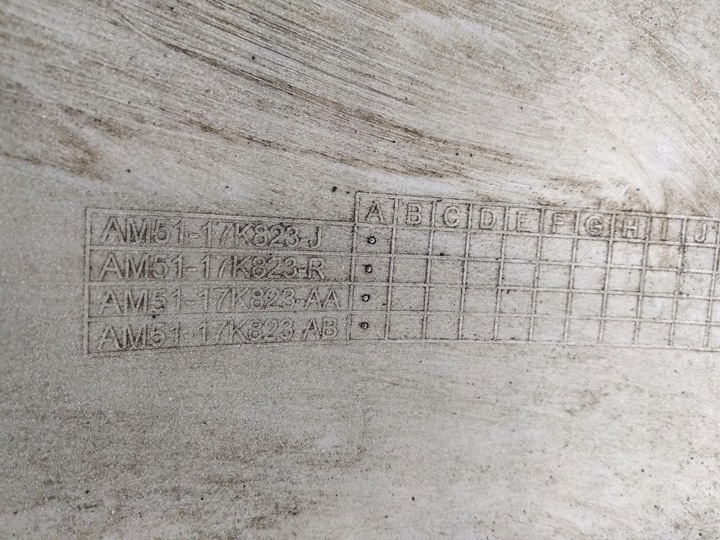 A B C D E F G H I J
AM51-17K823-J
AM51-17K823-R
AM51-17K823-AA
AM51-17K823-AB